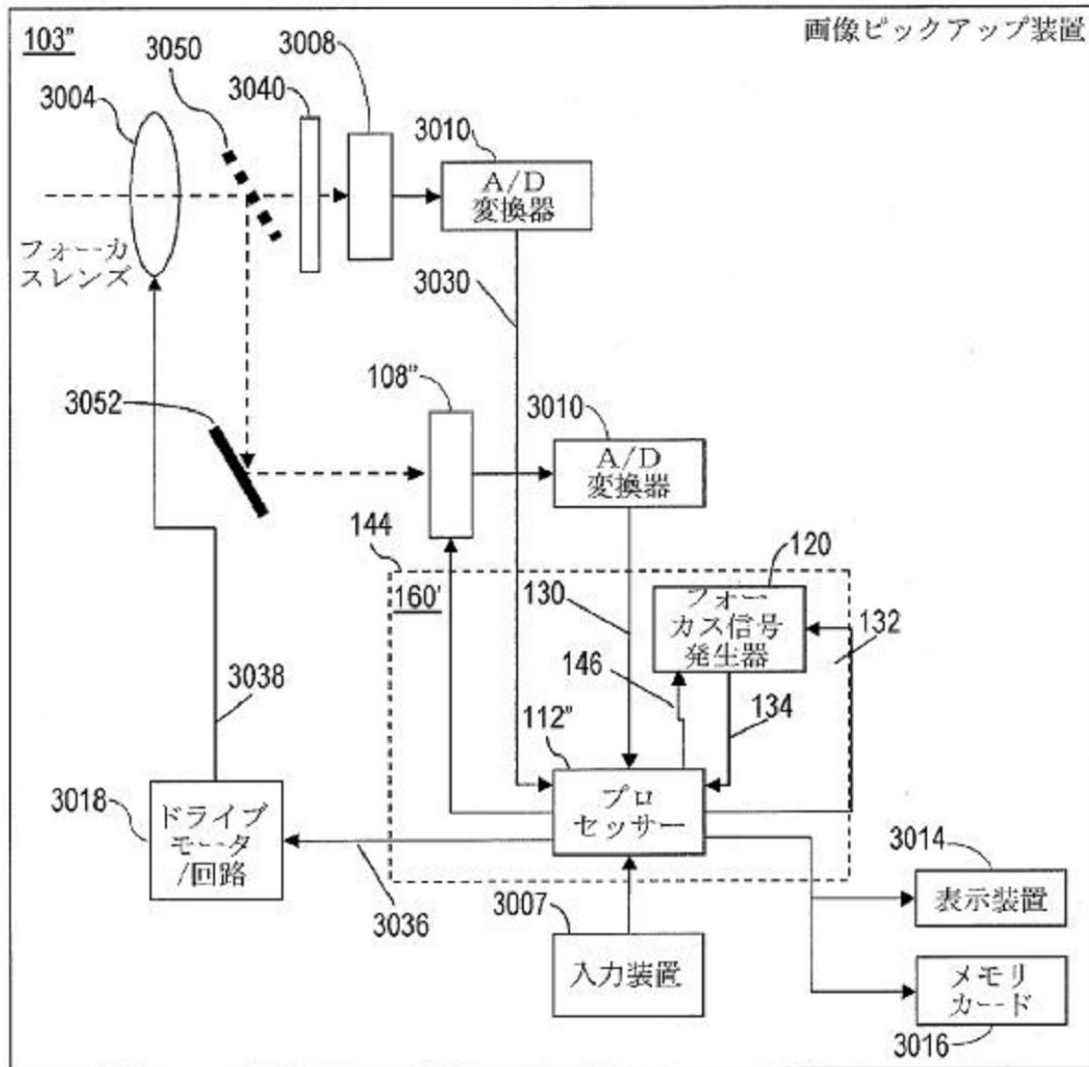 103”
画像ピックアップ装置
3004
3050
3040
3008
3010
A/D
変換器
フォーカ
スレンズ
3030
3052
108”
3010
A/D
変換器
144
160'
130
120
フォー
カス信号
発生器
132
146
134
3038
112”
プロ
セッサー
3018
ドライブ
モータ
/回路
3036
3007
入力装置
3014
表示装置
メモリ
カード
3016